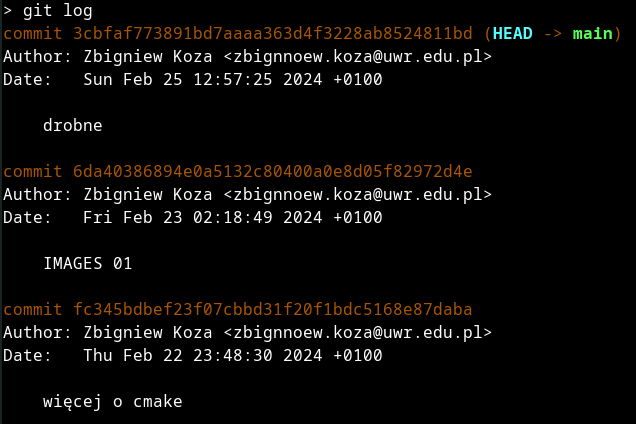 > git log
commit 3cbfaf773891bd7aaaa363d4f3228ab8524811bd (HEAD -> main)
Author: Zbigniew Koza <zbignnoew.koza@uwr.edu.pl>
Date:   Sun Feb 25 12:57:25 2024 +0100
drobne
commit 6da40386894e0a5132c80400a0e8d05f82972d4e
Author: Zbigniew Koza <zbignnoew.koza@uwr.edu.pl>
Date:   Fri Feb 23 02:18:49 2024 +0100
IMAGES 01
commit fc345bdbef23f07cbbd31f20f1bdc5168e87daba
Author: Zbigniew Koza <zbignnoew.koza@uwr.edu.pl>
Date:   Thu Feb 22 23:48:30 2024 +0100
więcej o cmake